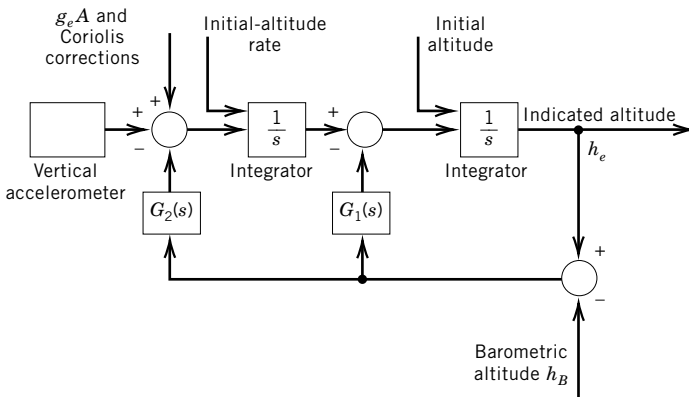 g_e A and
Coriolis
corrections
Initial-altitude
rate
Initial
altitude
+
+
−
1
s
+
−
1
s
Indicated altitude
h_e
Vertical
accelerometer
Integrator
Integrator
G_2(s)
G_1(s)
+
−
Barometric
altitude h_B